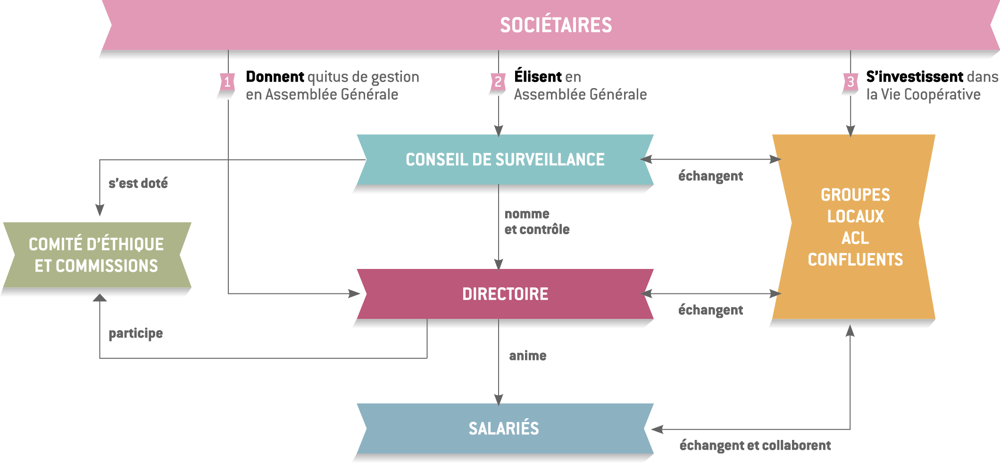 SOCIÉTAIRES
1
Donnent quitus de gestion
en Assemblée Générale
2
Élisent en
Assemblée Générale
3
S’investissent dans
la Vie Coopérative
CONSEIL DE SURVEILLANCE
échangent
s’est doté
GROUPES
LOCAUX
ACL
CONFLUENTS
nomme
et contrôle
COMITÉ D’ÉTHIQUE
ET COMMISSIONS
DIRECTOIRE
échangent
participe
anime
SALARIÉS
échangent et collaborent